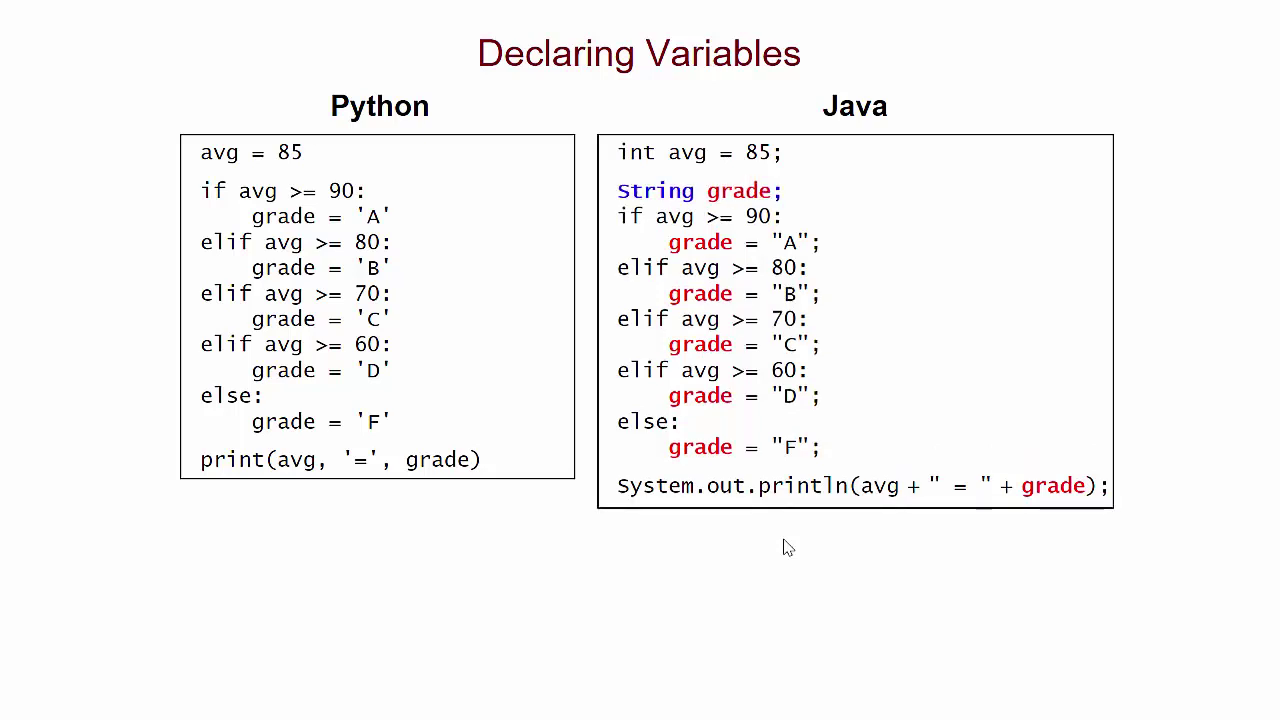 Declaring Variables
Python
avg = 85
if avg >= 90:
    grade = 'A'
elif avg >= 80:
    grade = 'B'
elif avg >= 70:
    grade = 'C'
elif avg >= 60:
    grade = 'D'
else:
    grade = 'F'
print(avg, '=', grade)
Java
int avg = 85;
String grade;
if avg >= 90:
    grade = "A";
elif avg >= 80:
    grade = "B";
elif avg >= 70:
    grade = "C";
elif avg >= 60:
    grade = "D";
else:
    grade = "F";
System.out.println(avg + " = " + grade);